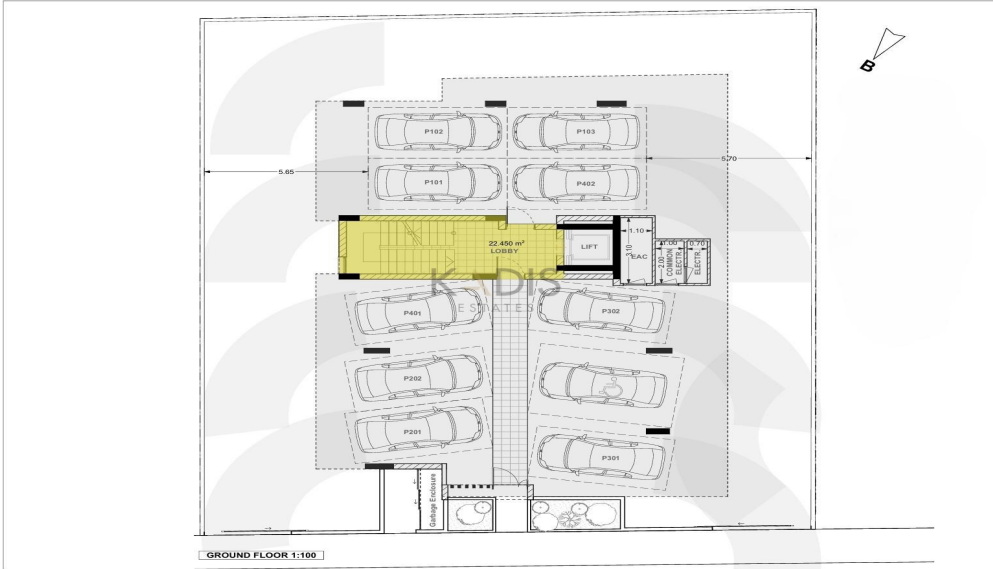 B
P102
P103
5.65
5.70
P101
P402
22.450 m²
LOBBY
LIFT
1.10
3.10
EAC
1.00
0.70
2.00
COMMON
ELECTR.
ELECTR.
KADIS
ESTATES
P401
P302
P202
P201
P301
Garbage Enclosure
GROUND FLOOR 1:100